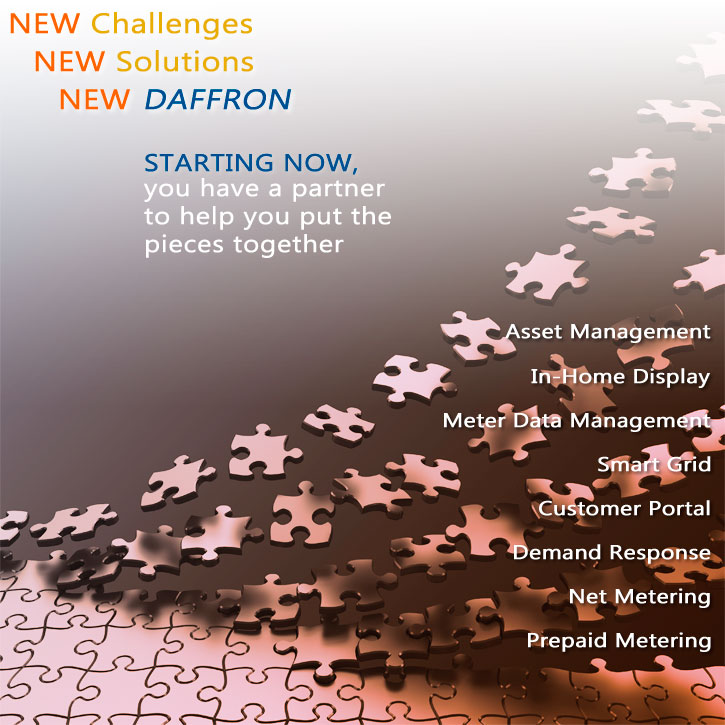 NEW Challenges
NEW Solutions
NEW DAFFRON
STARTING NOW,
you have a partner
to help you put the
pieces together
Asset Management
In-Home Display
Meter Data Management
Smart Grid
Customer Portal
Demand Response
Net Metering
Prepaid Metering